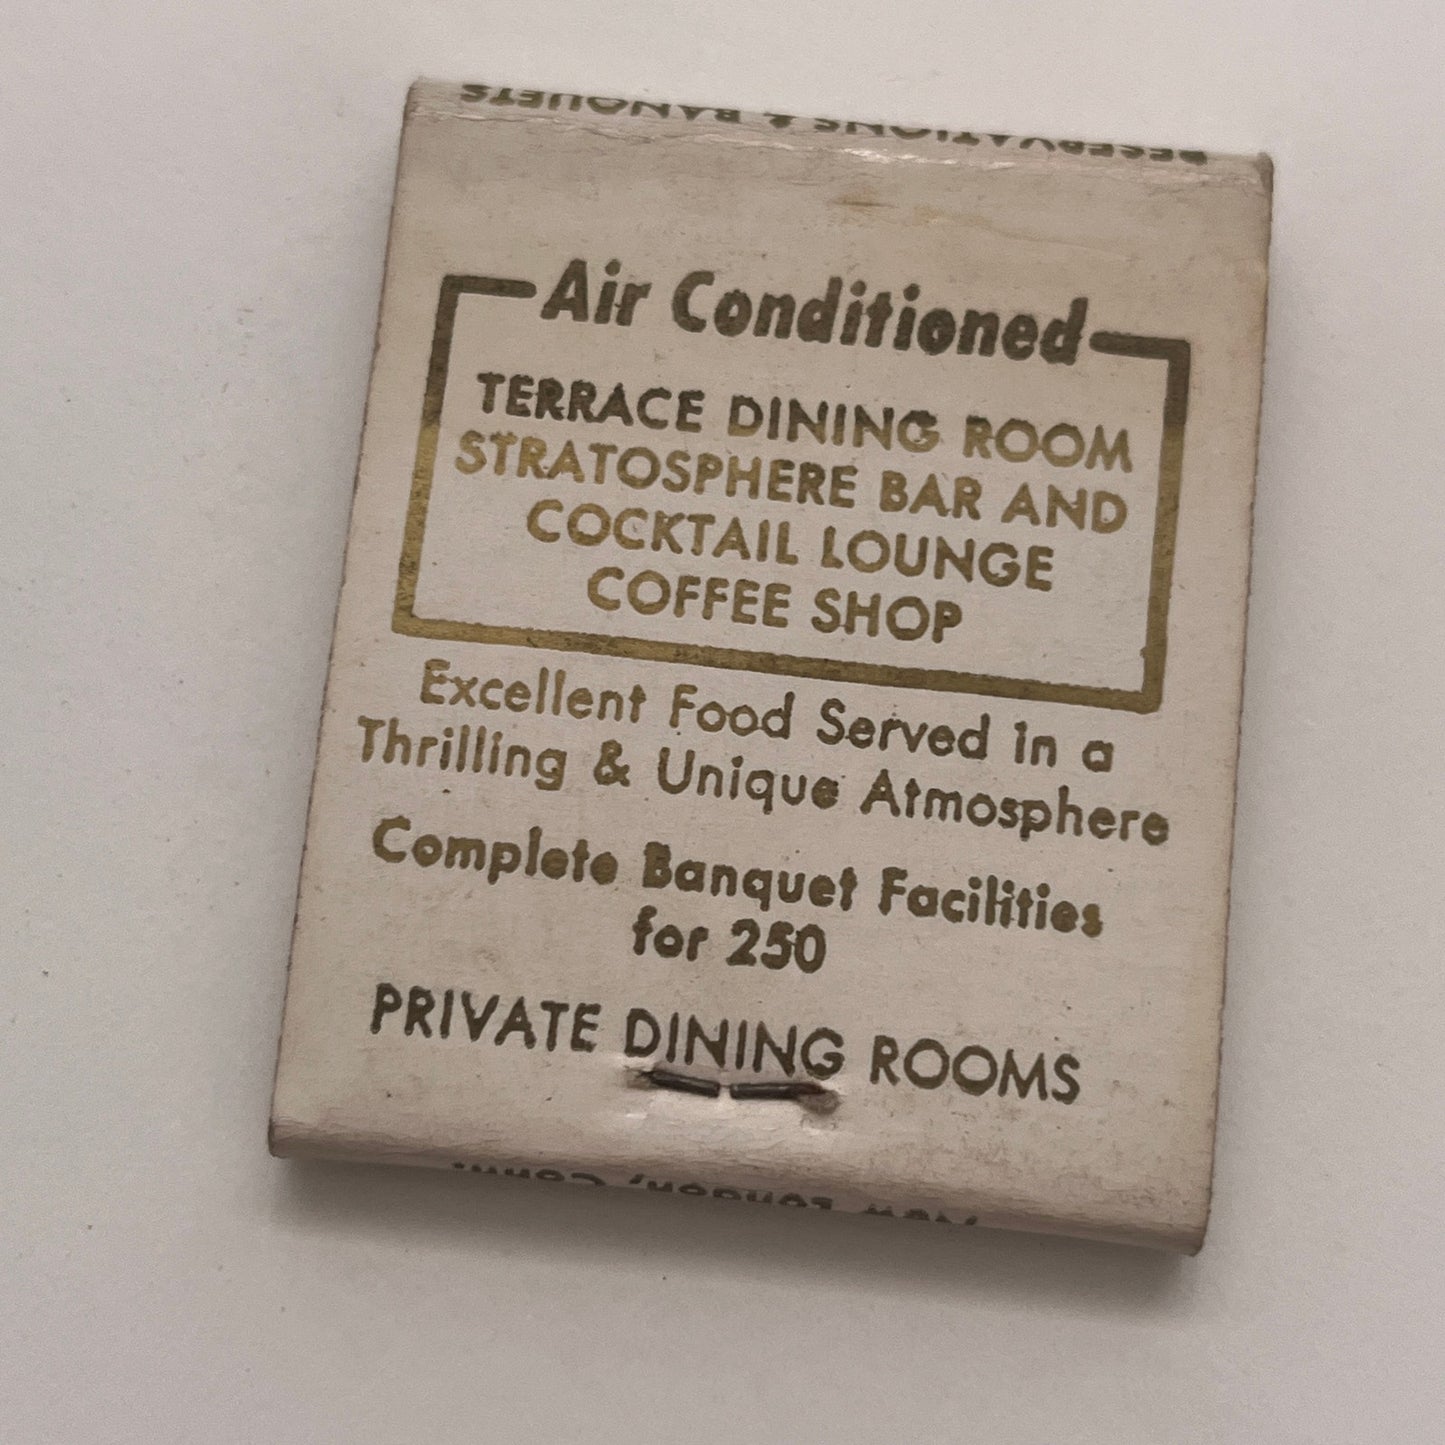 RESERVATIONS & BANQUETS
Air Conditioned
TERRACE DINING ROOM
STRATOSPHERE BAR AND
COCKTAIL LOUNGE
COFFEE SHOP
Excellent Food Served in a
Thrilling & Unique Atmosphere
Complete Banquet Facilities
for 250
PRIVATE DINING ROOMS
New London, Conn.